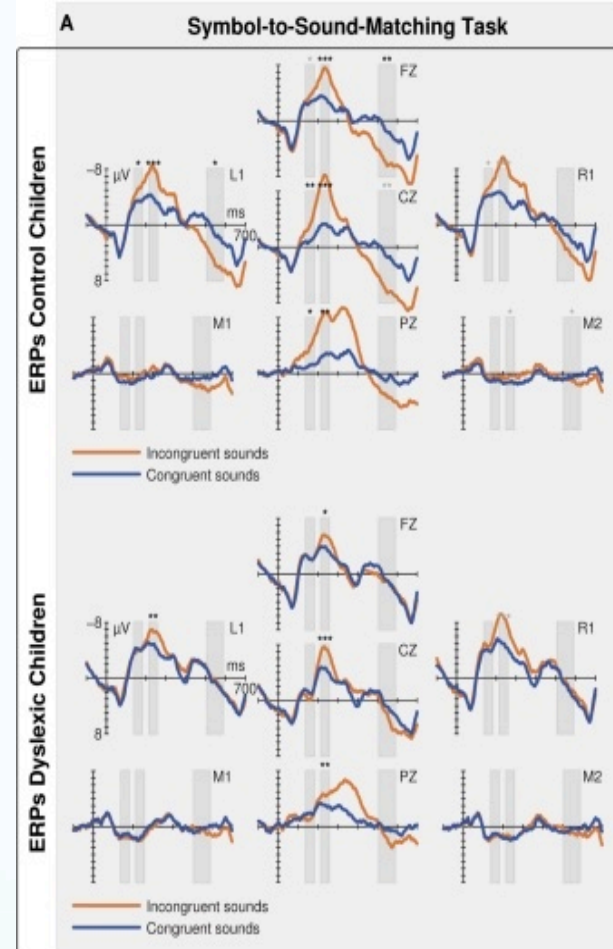 A
Symbol-to-Sound-Matching Task
ERPs Control Children
* *** **
FZ
-8
µV
* *** *
L1
ms
700
8
** *** **
CZ
* **
R1
M1
* **
PZ
* *
M2
Incongruent sounds
Congruent sounds
ERPs Dyslexic Children
*
FZ
-8
µV
**
L1
ms
700
8
***
CZ
R1
M1
**
PZ
M2
Incongruent sounds
Congruent sounds